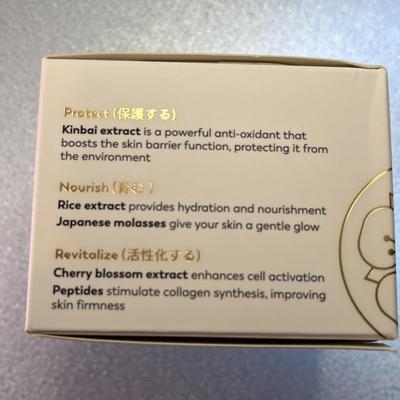 Protect (保護する)
Kinbai extract is a powerful anti-oxidant that
boosts the skin barrier function, protecting it from
the environment
Nourish (育む)
Rice extract provides hydration and nourishment
Japanese molasses give your skin a gentle glow
Revitalize (活性化する)
Cherry blossom extract enhances cell activation
Peptides stimulate collagen synthesis, improving
skin firmness